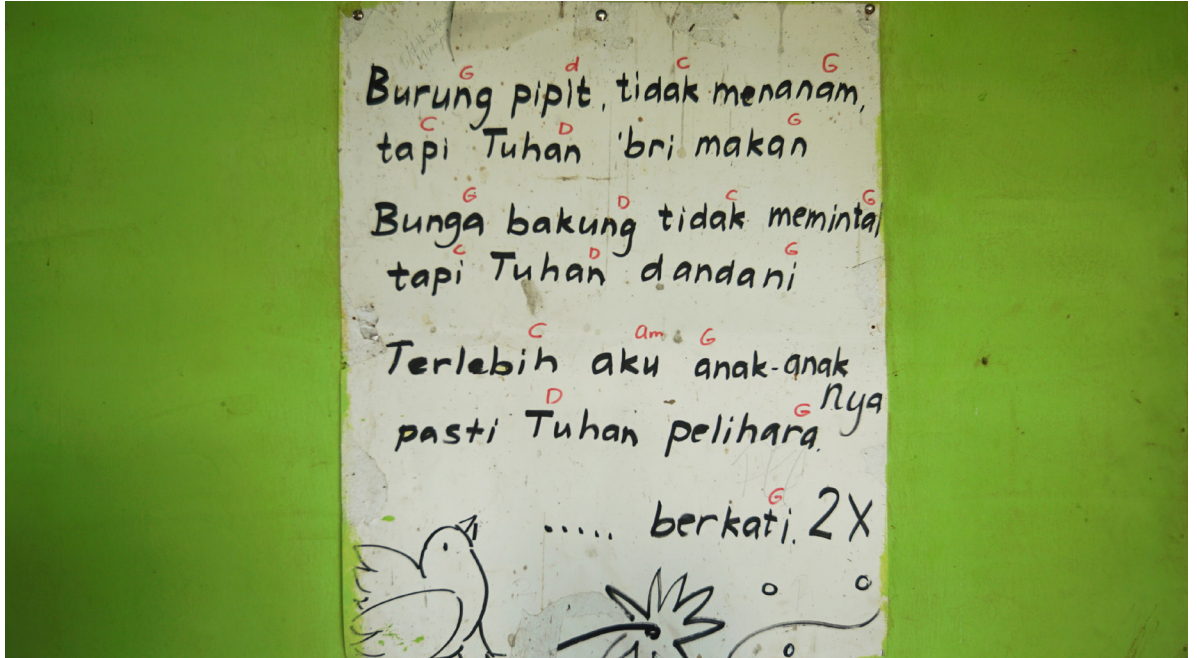 G d C G
Burung pipit, tidak menanam,
C D G
tapi Tuhan 'bri makan
G D C G
Bunga bakung tidak memintal
C D G
tapi Tuhan dandani
C am G
Terlebih aku anak-anak nya
D G
pasti Tuhan pelihara.
G
..... berkati. 2X